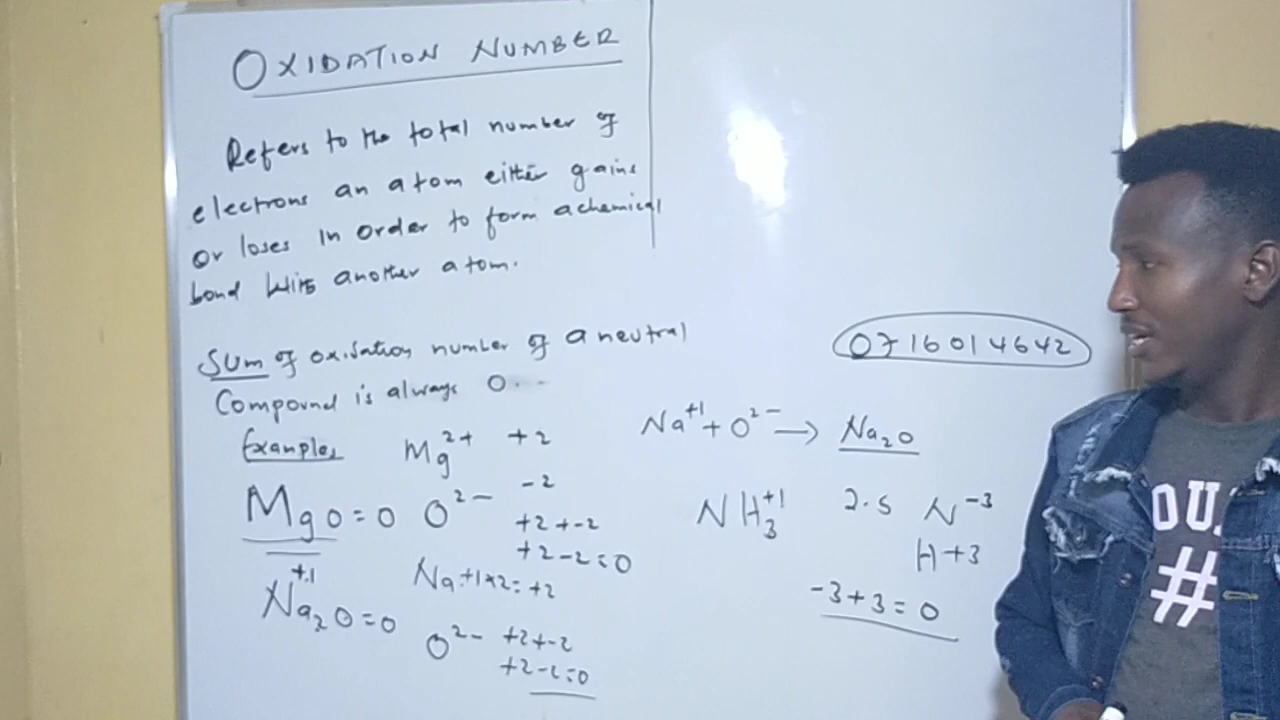 OXIDATION NUMBER
Refers to the total number of
electrons an atom either gains
or loses in order to form a chemical
bond with another atom.
Sum of oxidation number of a neutral
Compound is always 0...
Examples
Mg²⁺ +2
MgO=0 O²⁻ -2
+2+-2
+2-2=0
+1
Na₂O=0 Na+1×2=+2
O²⁻ +2+-2
+2-2=0
0716014642
Na⁺¹+O²⁻→ Na₂O
NH₃⁺¹ 2.5 N⁻³
H+3
-3+3=0
OU
#